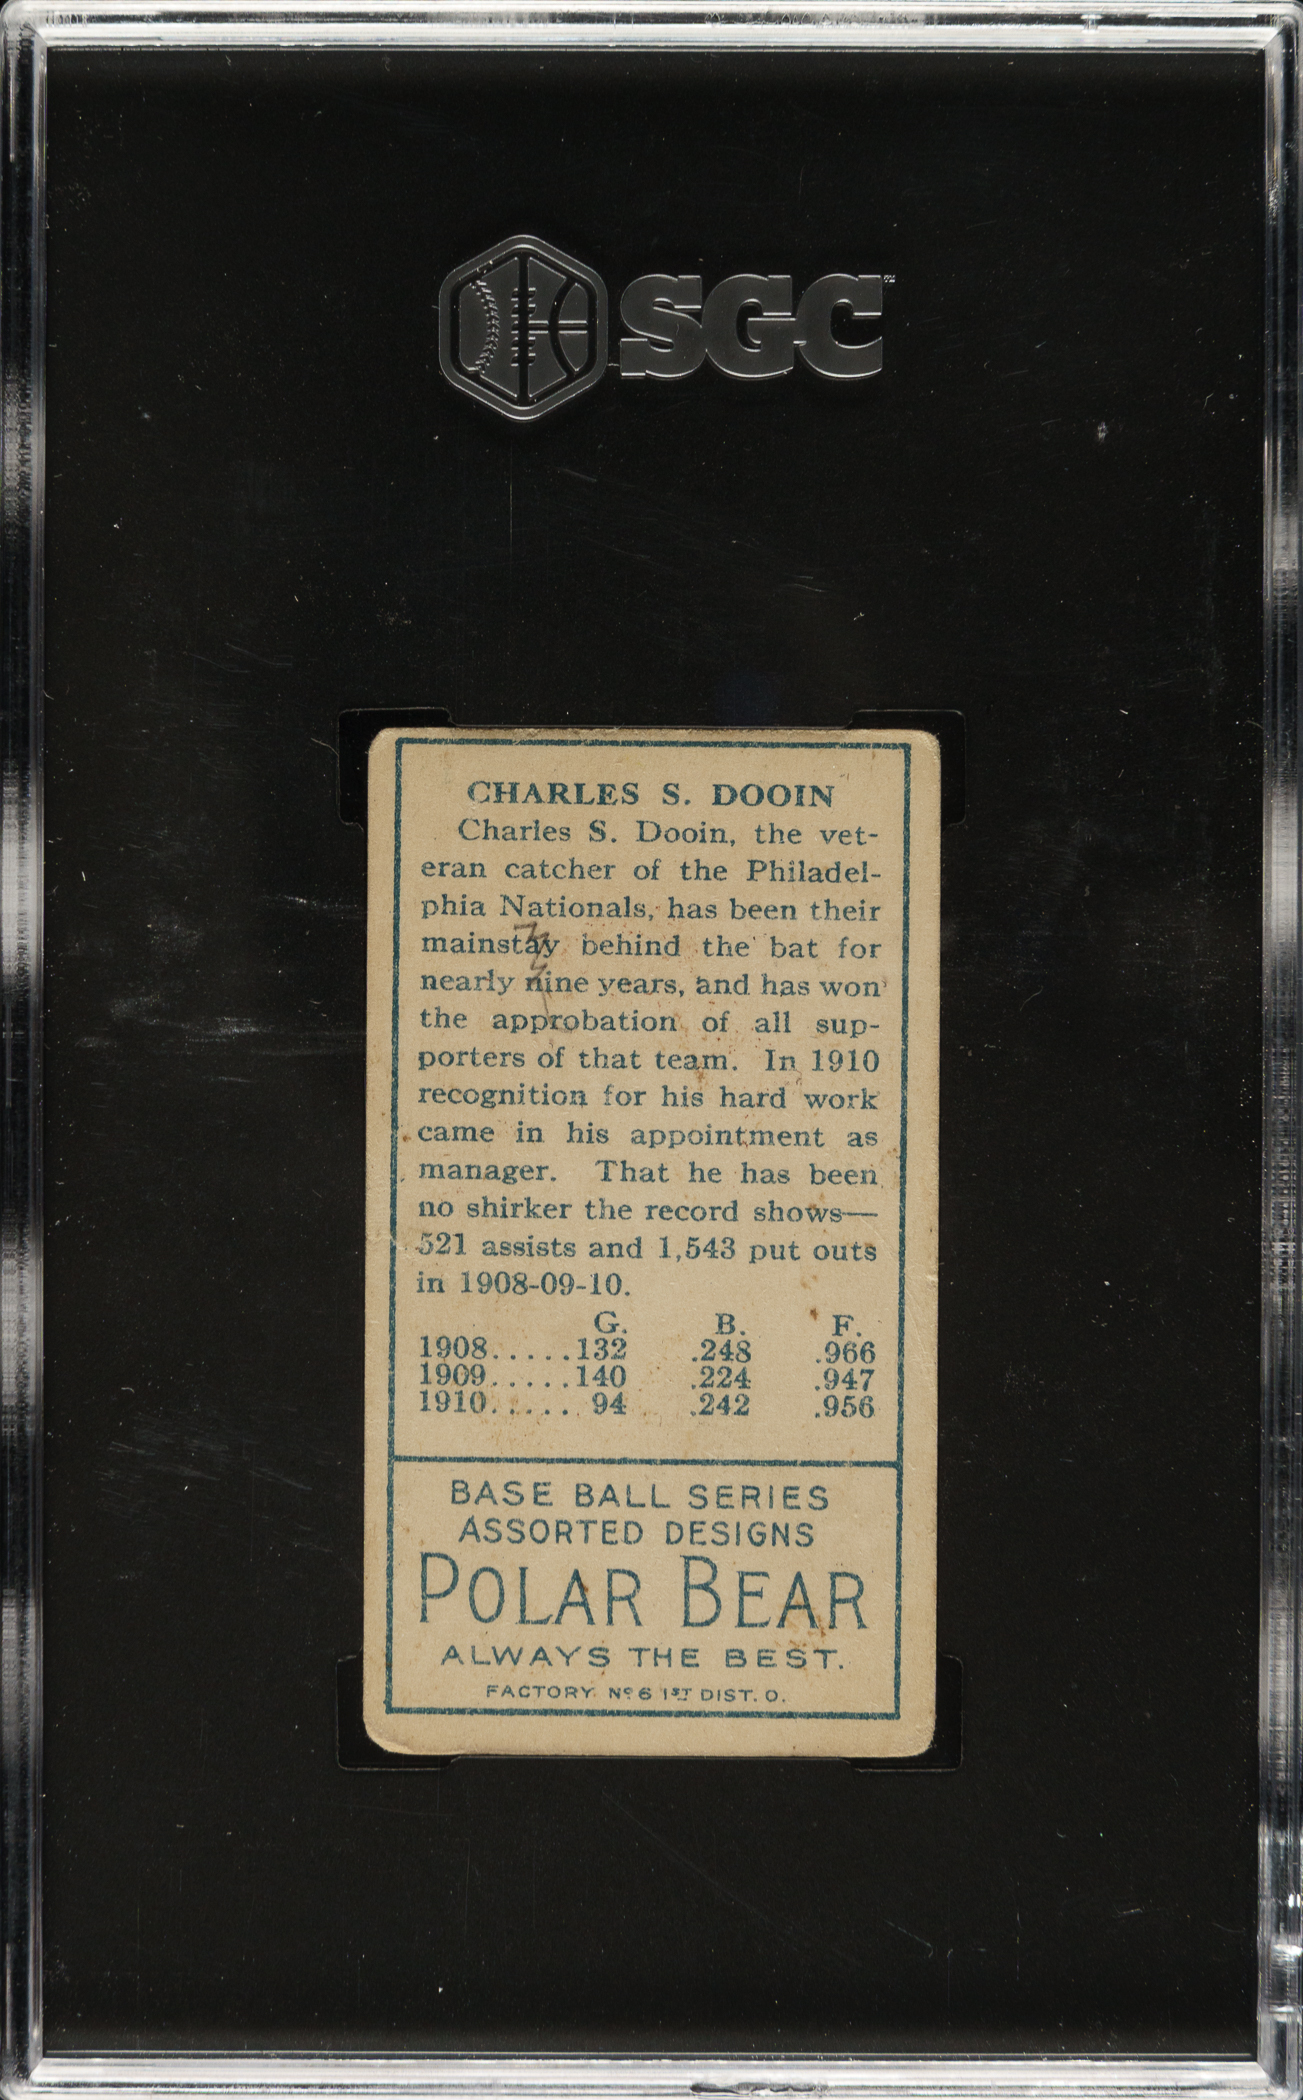 SGC™
CHARLES S. DOOIN
Charles S. Dooin, the vet-
eran catcher of the Philadel-
phia Nationals, has been their
mainstay behind the bat for
nearly nine years, and has won
the approbation of all sup-
porters of that team. In 1910
recognition for his hard work
came in his appointment as
manager. That he has been
no shirker the record shows—
521 assists and 1,543 put outs
in 1908-09-10.
G. B. F.
1908.....132 .248 .966
1909.....140 .224 .947
1910..... 94 .242 .956
BASE BALL SERIES
ASSORTED DESIGNS
POLAR BEAR
ALWAYS THE BEST.
FACTORY Nº 6 1ST DIST. O.